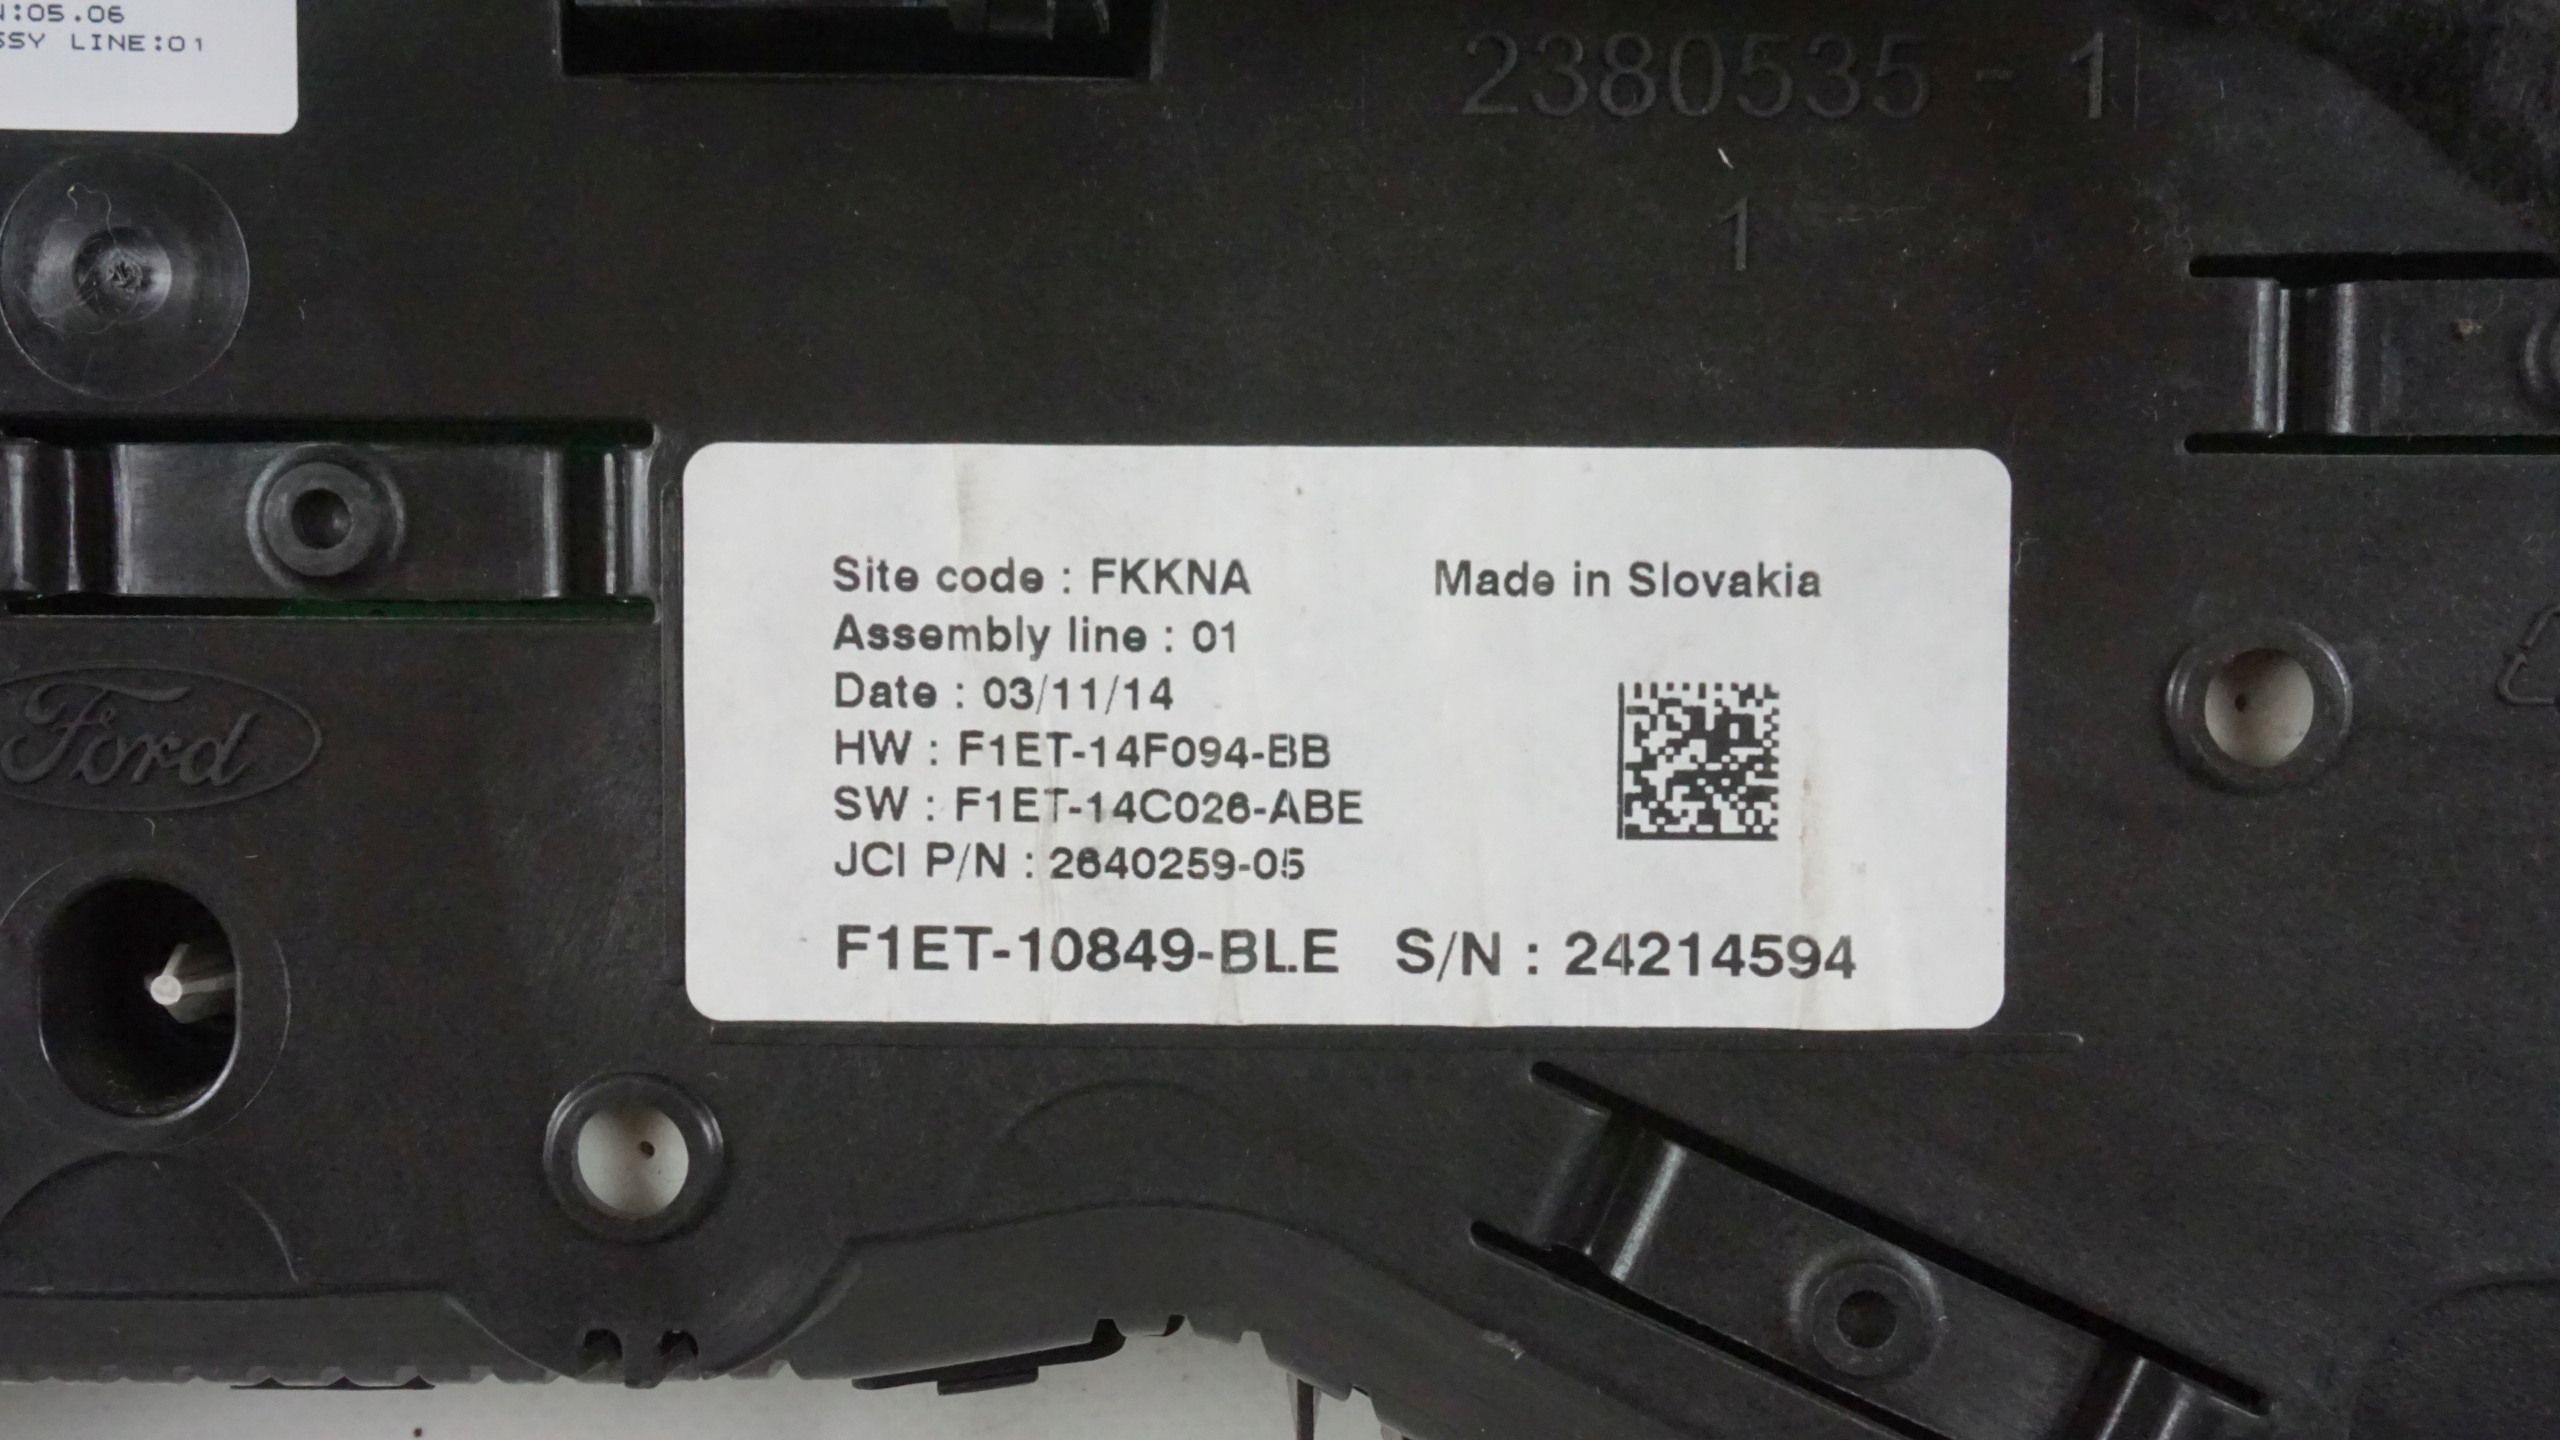 N:05.06
SSY LINE:01
2380535-1
1
Site code : FKKNA
Made in Slovakia
Assembly line : 01
Date : 03/11/14
HW : F1ET-14F094-BB
SW : F1ET-14C026-ABE
JCI P/N : 2640259-05
Ford
F1ET-10849-BLE S/N : 24214594